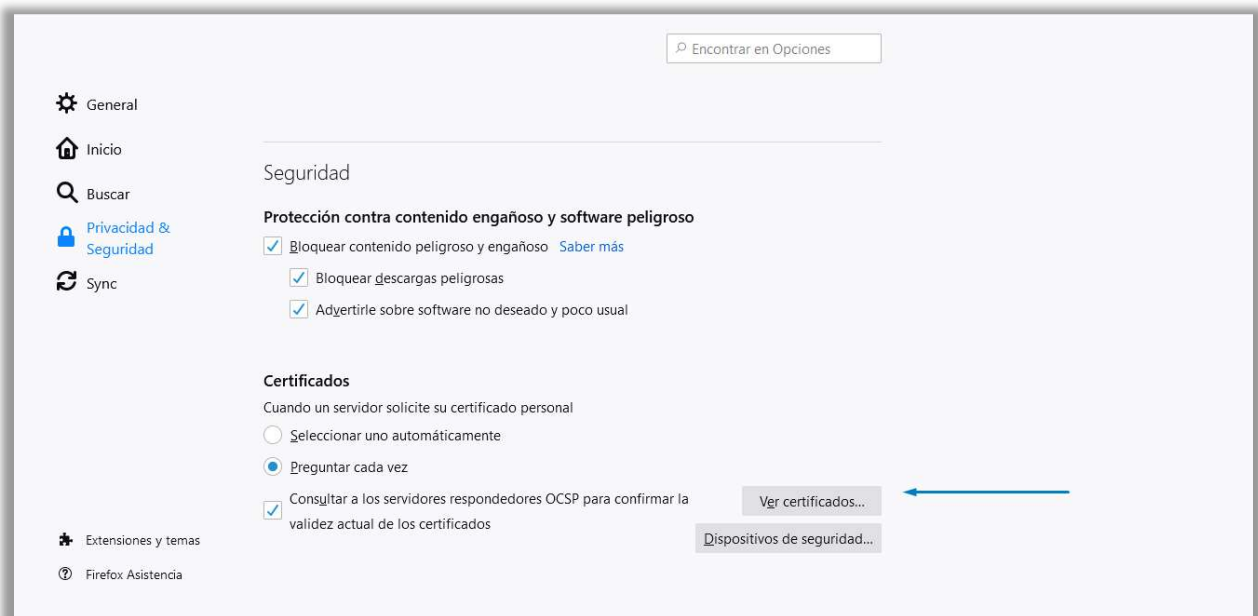 Encontrar en Opciones
General
Inicio
Buscar
Privacidad &
Seguridad
Sync
Seguridad
Protección contra contenido engañoso y software peligroso
Bloquear contenido peligroso y engañoso Saber más
Bloquear descargas peligrosas
Advertirle sobre software no deseado y poco usual
Certificados
Cuando un servidor solicite su certificado personal
Seleccionar uno automáticamente
Preguntar cada vez
Consultar a los servidores respondedores OCSP para confirmar la
validez actual de los certificados
Ver certificados...
Dispositivos de seguridad...
Extensiones y temas
Firefox Asistencia